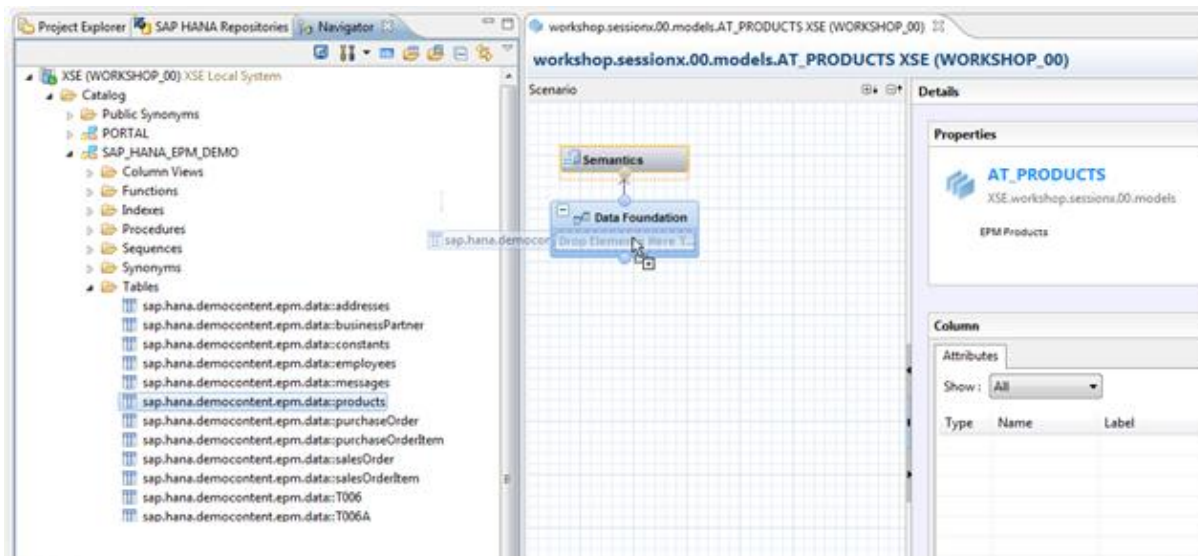 Project Explorer SAP HANA Repositories Navigator
XSE (WORKSHOP_00) XSE Local System
Catalog
Public Synonyms
PORTAL
SAP_HANA_EPM_DEMO
Column Views
Functions
Indexes
Procedures
Sequences
Synonyms
Tables
sap.hana.democontent.epm.data::addresses
sap.hana.democontent.epm.data::businessPartner
sap.hana.democontent.epm.data::constants
sap.hana.democontent.epm.data::employees
sap.hana.democontent.epm.data::messages
sap.hana.democontent.epm.data::products
sap.hana.democontent.epm.data::purchaseOrder
sap.hana.democontent.epm.data::purchaseOrderItem
sap.hana.democontent.epm.data::salesOrder
sap.hana.democontent.epm.data::salesOrderItem
sap.hana.democontent.epm.data::T006
sap.hana.democontent.epm.data::T006A
workshop.sessionx.00.models.AT_PRODUCTS XSE (WORKSHOP_00)
workshop.sessionx.00.models.AT_PRODUCTS XSE (WORKSHOP_00)
Scenario
Semantics
Data Foundation
sap.hana.democon Drop Elements Here T...
Details
Properties
AT_PRODUCTS
XSE.workshop.sessionx.00.models
EPM Products
Column
Attributes
Show: All
Type Name Label